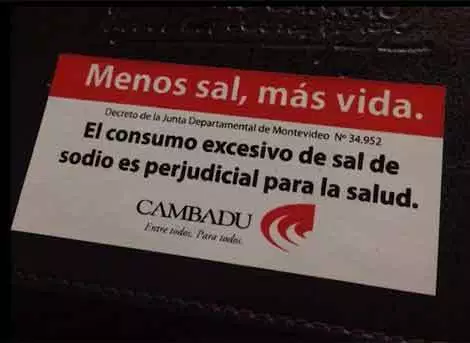 Menos sal, más vida.
Decreto de la Junta Departamental de Montevideo Nº 34.952
El consumo excesivo de sal de
sodio es perjudicial para la salud.
CAMBADU
Entre todos. Para todos.